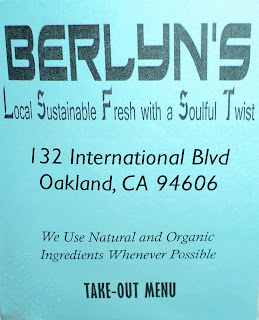 BERLYN'S
Local Sustainable Fresh with a Soulful Twist
132 International Blvd
Oakland, CA 94606
We Use Natural and Organic
Ingredients Whenever Possible
TAKE-OUT MENU